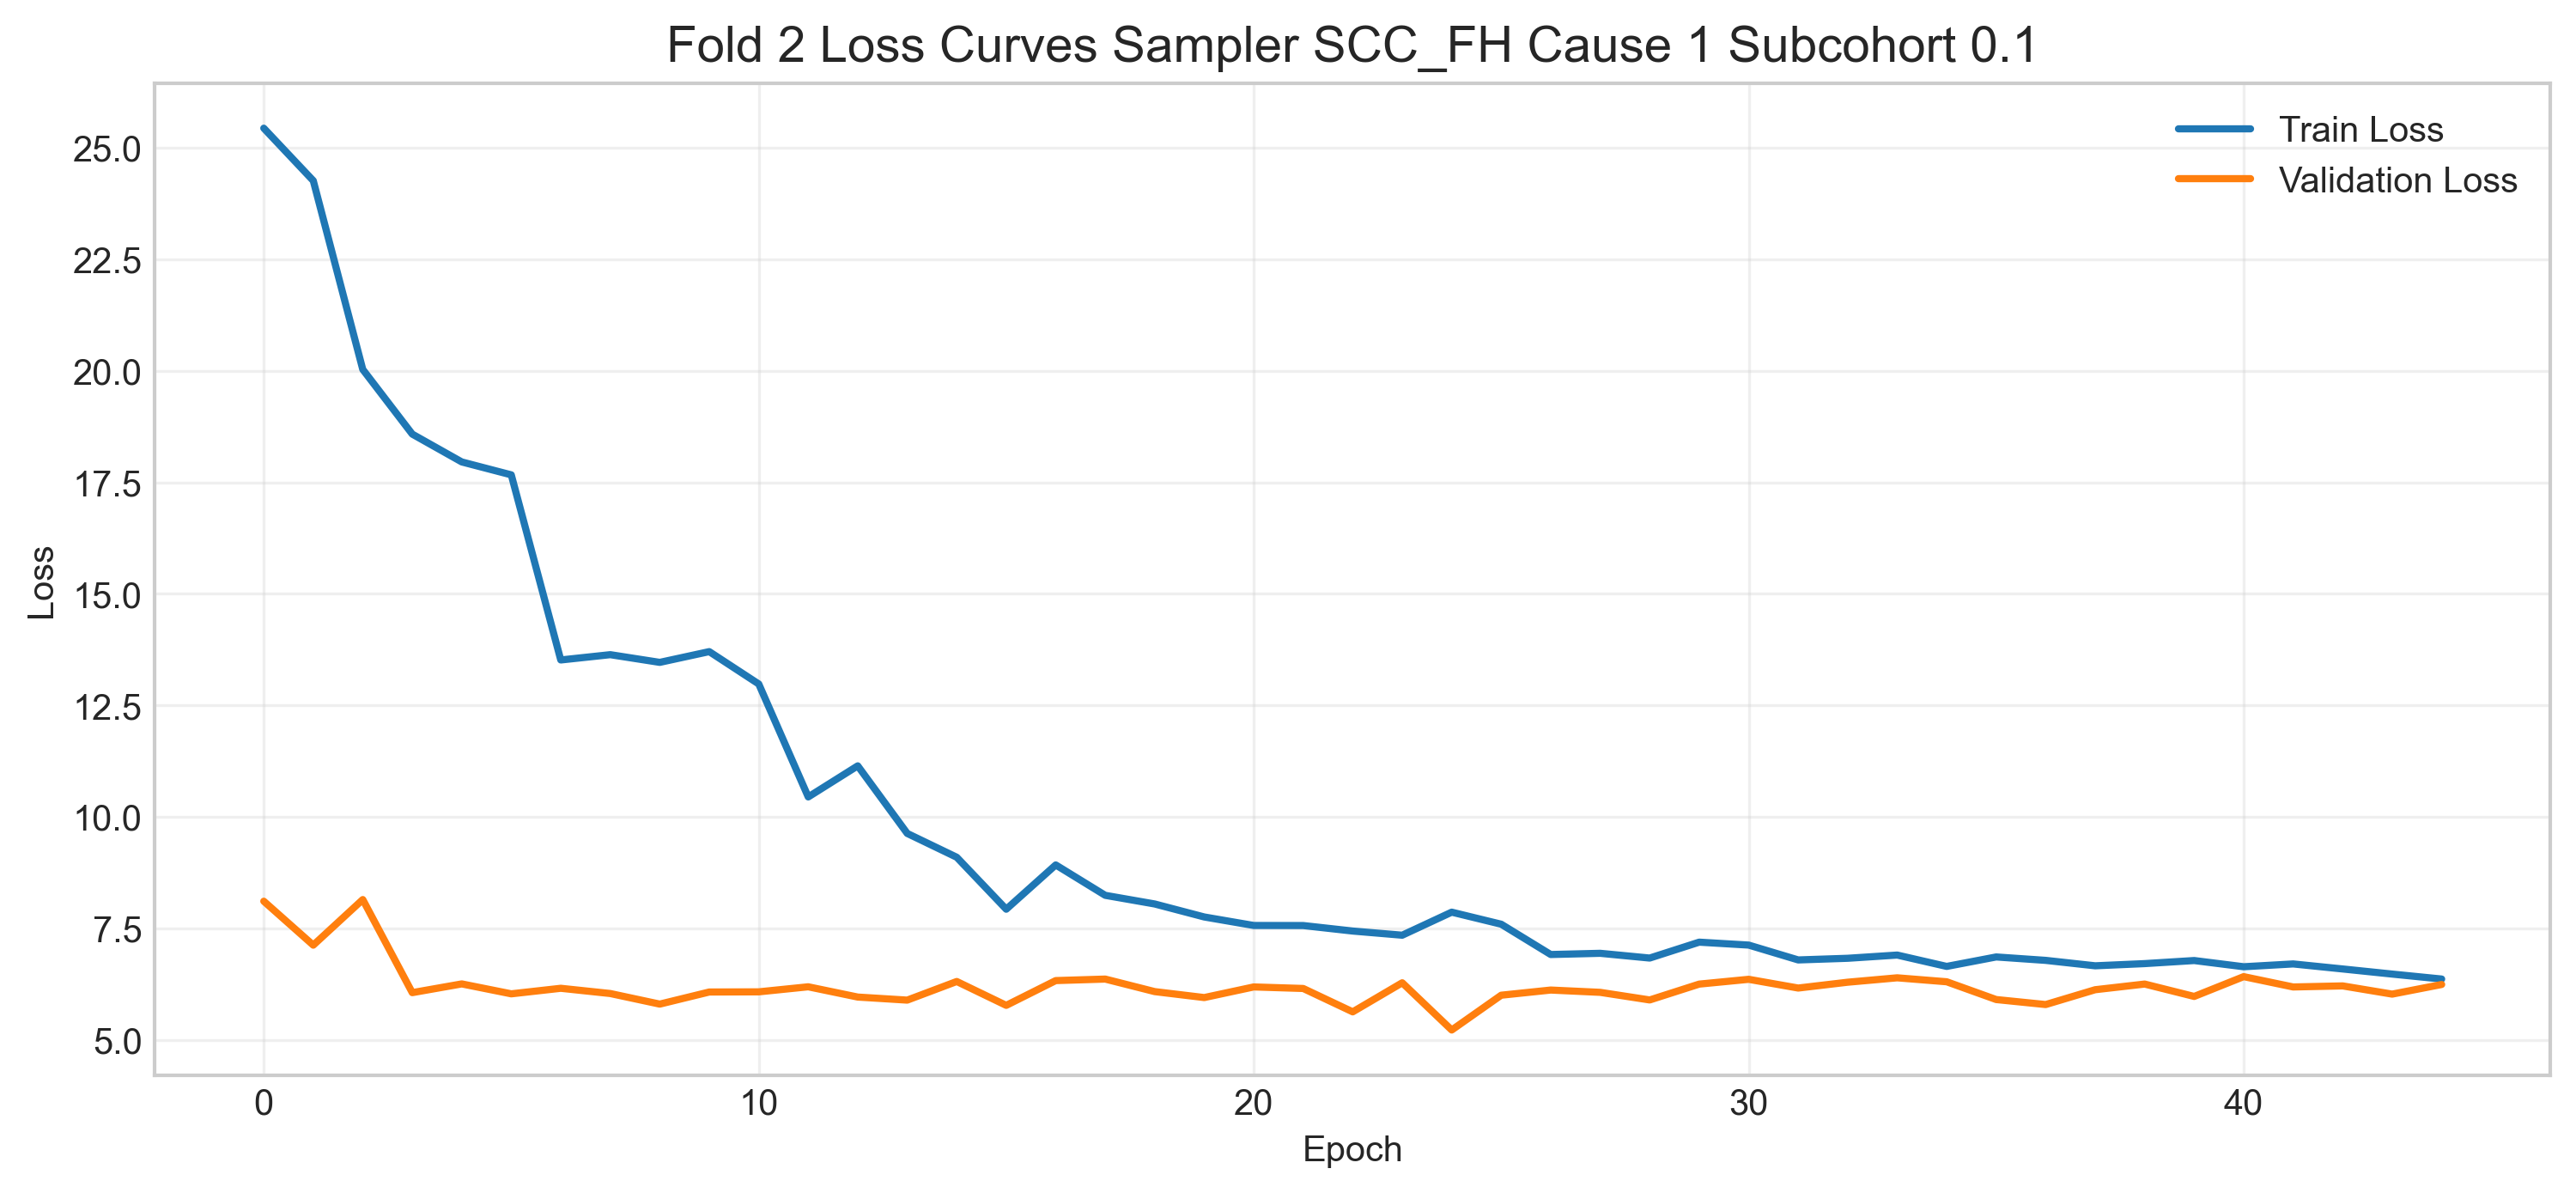 Fold 2 Loss Curves Sampler SCC_FH Cause 1 Subcohort 0.1
Train Loss
Validation Loss
25.0
22.5
20.0
17.5
15.0
12.5
10.0
7.5
5.0
Loss
0 10 20 30 40
Epoch